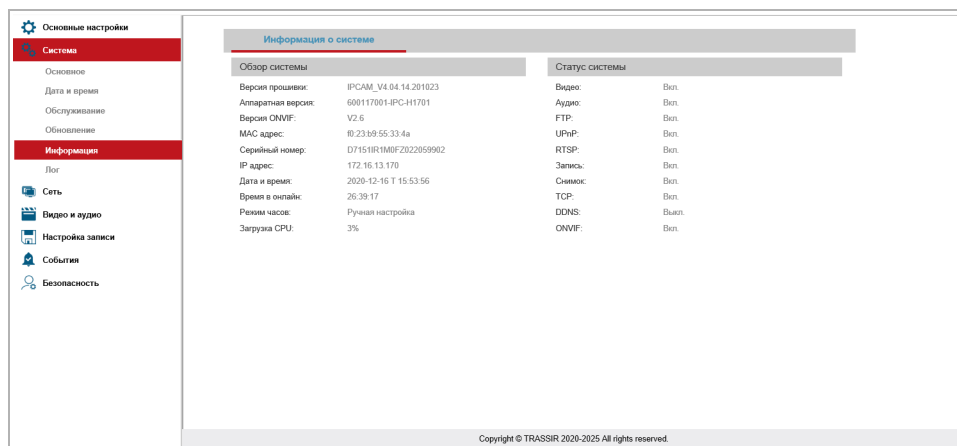 Основные настройки
Система
Основное
Дата и время
Обслуживание
Обновление
Информация
Лог
Сеть
Видео и аудио
Настройка записи
События
Безопасность
Информация о системе
Обзор системы
Версия прошивки: IPCAM_V4.04.14.201023
Аппаратная версия: 600117001-IPC-H1701
Версия ONVIF: V2.6
MAC адрес: f0:23:b9:55:33:4a
Серийный номер: D7151IR1M0FZ022059902
IP адрес: 172.16.13.170
Дата и время: 2020-12-16 T 15:53:56
Время в онлайн: 26:39:17
Режим часов: Ручная настройка
Загрузка CPU: 3%
Статус системы
Видео: Вкл.
Аудио: Вкл.
FTP: Вкл.
UPnP: Вкл.
RTSP: Вкл.
Запись: Вкл.
Снимок: Вкл.
TCP: Вкл.
DDNS: Выкл.
ONVIF: Вкл.
Copyright © TRASSIR 2020-2025 All rights reserved.